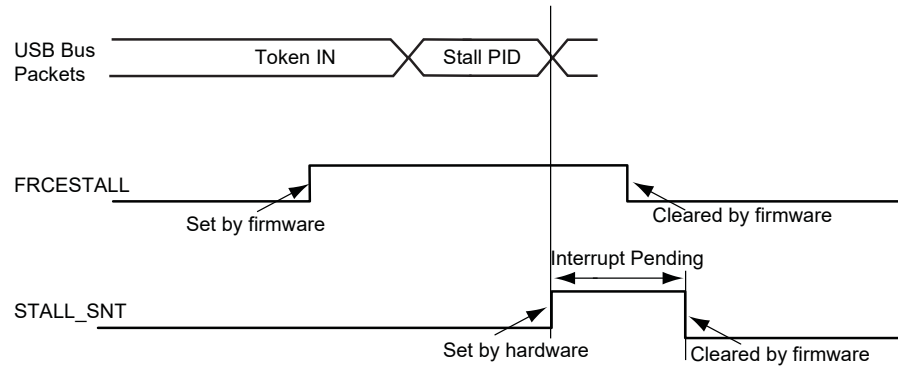 USB Bus
Packets
Token IN
Stall PID
FRCESTALL
Set by firmware
Cleared by firmware
Interrupt Pending
STALL_SNT
Set by hardware
Cleared by firmware